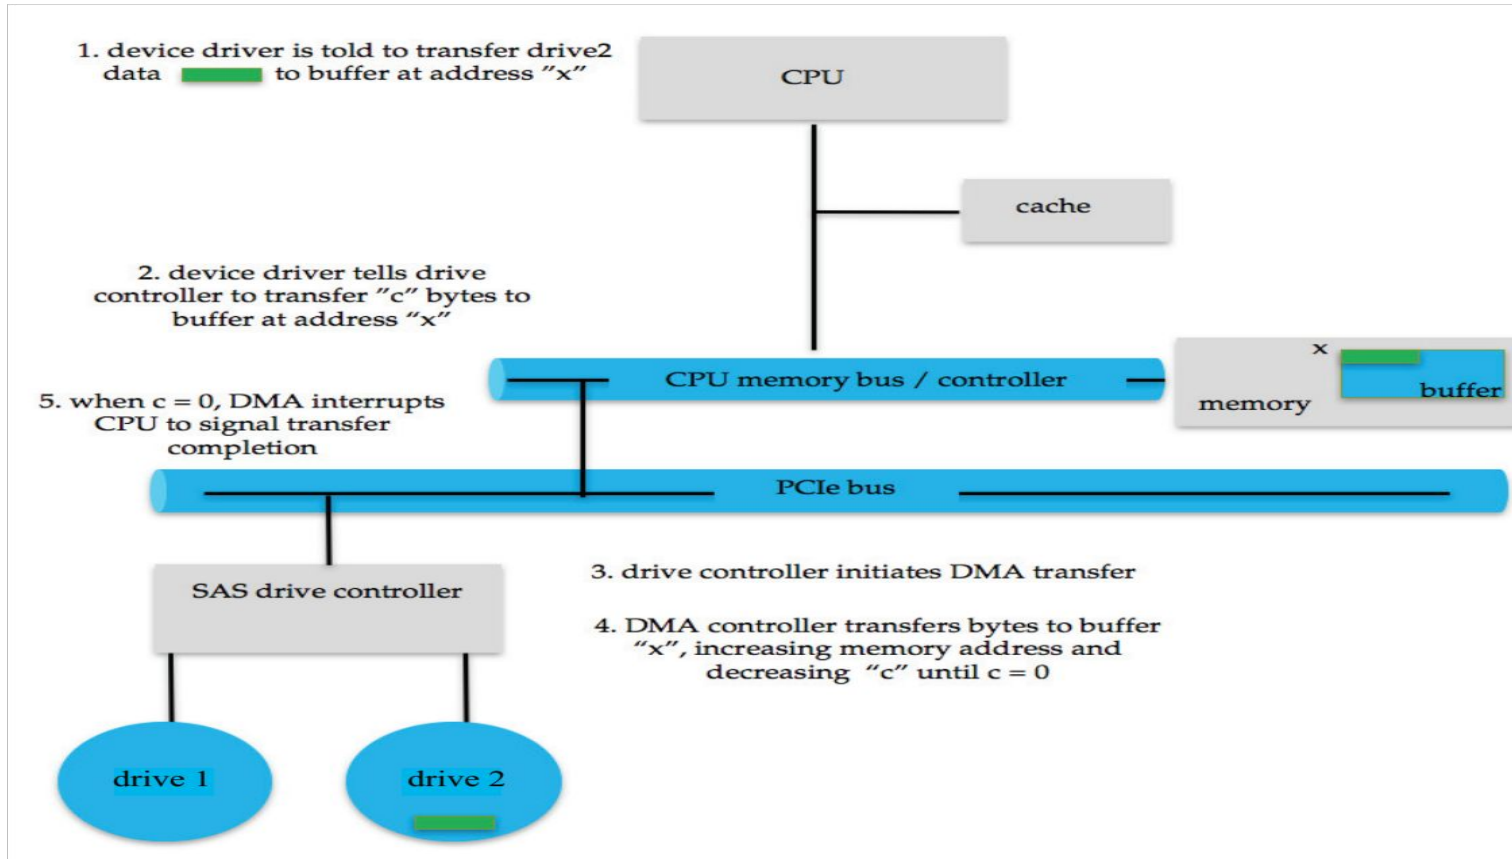 1. device driver is told to transfer drive2
data to buffer at address "x"
CPU
cache
2. device driver tells drive
controller to transfer "c" bytes to
buffer at address "x"
x
CPU memory bus / controller
buffer
memory
5. when c = 0, DMA interrupts
CPU to signal transfer
completion
PCIe bus
3. drive controller initiates DMA transfer
SAS drive controller
4. DMA controller transfers bytes to buffer
"x", increasing memory address and
decreasing "c" until c = 0
drive 1
drive 2